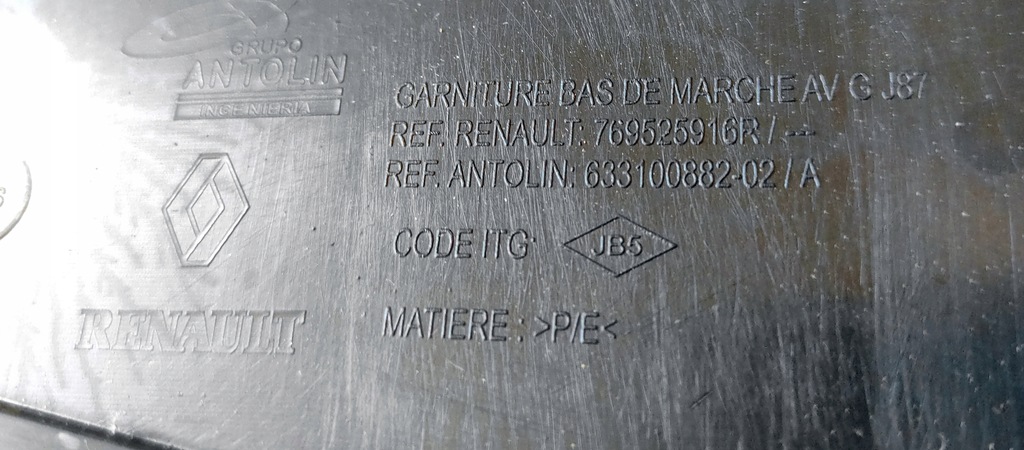 GRUPO
ANTOLIN
INGENIERIA
GARNITURE BAS DE MARCHE AV G J87
REF. RENAULT: 769525916R / ---
REF. ANTOLIN: 633100882-02 / A
CODE ITG
JB5
RENAULT
MATIERE : >P/E<